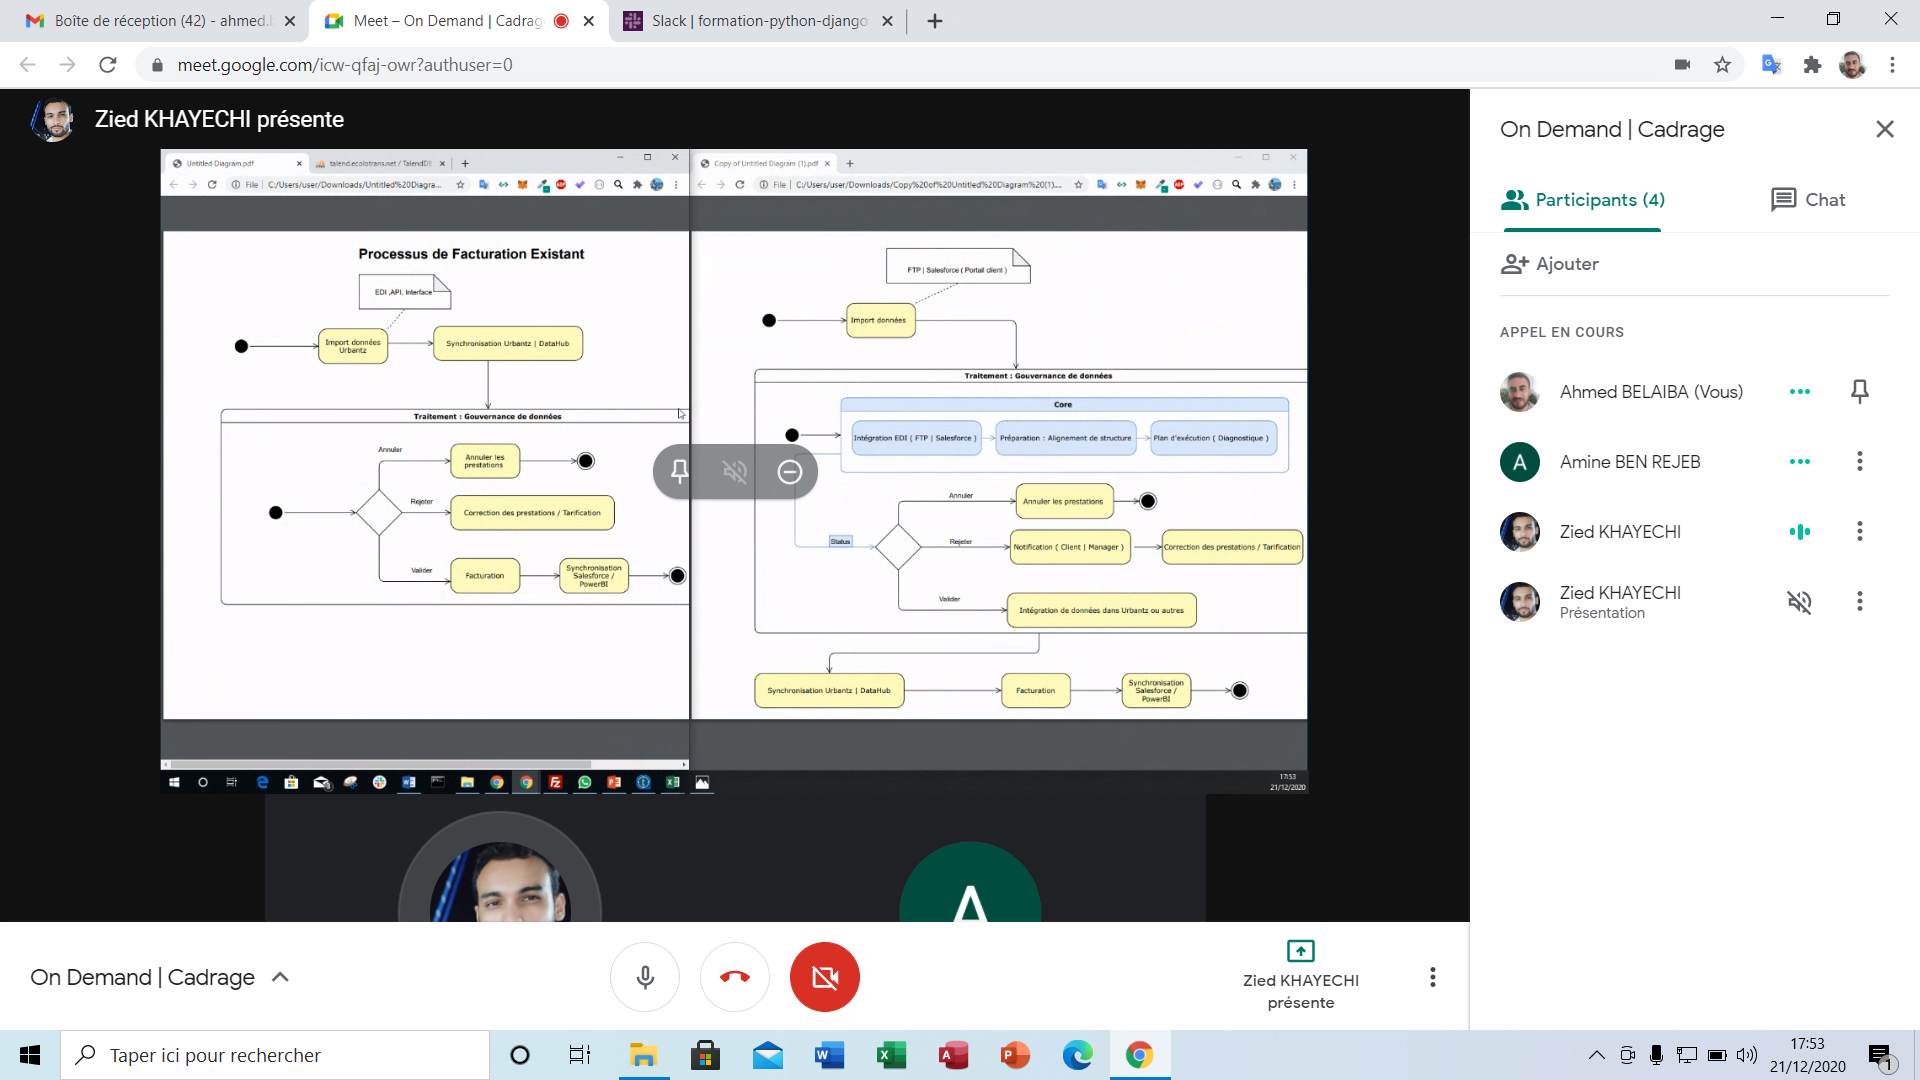 Boîte de réception (42) - ahmed.b
Meet – On Demand | Cadrag
Slack | formation-python-django
meet.google.com/icw-qfaj-owr?authuser=0
Zied KHAYECHI présente
Untitled Diagram.pdf
talend.ecolotrans.net / TalendDI
File | C:/Users/user/Downloads/Untitled%20Diagra...
Processus de Facturation Existant
EDI ,API, Interface
Import données
Urbantz
Synchronisation Urbantz | DataHub
Traitement : Gouvernance de données
Annuler
Annuler les
prestations
Rejeter
Correction des prestations / Tarification
Valider
Facturation
Synchronisation
Salesforce /
PowerBI
Copy of Untitled Diagram (1).pdf
File | C:/Users/user/Downloads/Copy%20of%20Untitled%20Diagram%20(1)....
FTP | Salesforce ( Portail client )
Import données
Traitement : Gouvernance de données
Core
Intégration EDI ( FTP | Salesforce )
Préparation : Alignement de structure
Plan d'exécution ( Diagnostique )
Status
Annuler
Annuler les prestations
Rejeter
Notification ( Client | Manager )
Correction des prestations / Tarification
Valider
Intégration de données dans Urbantz ou autres
Synchronisation Urbantz | DataHub
Facturation
Synchronisation
Salesforce /
PowerBI
17:53
21/12/2020
A
On Demand | Cadrage
Zied KHAYECHI
présente
On Demand | Cadrage
Participants (4)
Chat
Ajouter
APPEL EN COURS
Ahmed BELAIBA (Vous)
A
Amine BEN REJEB
Zied KHAYECHI
Zied KHAYECHI
Présentation
Taper ici pour rechercher
17:53
21/12/2020
1